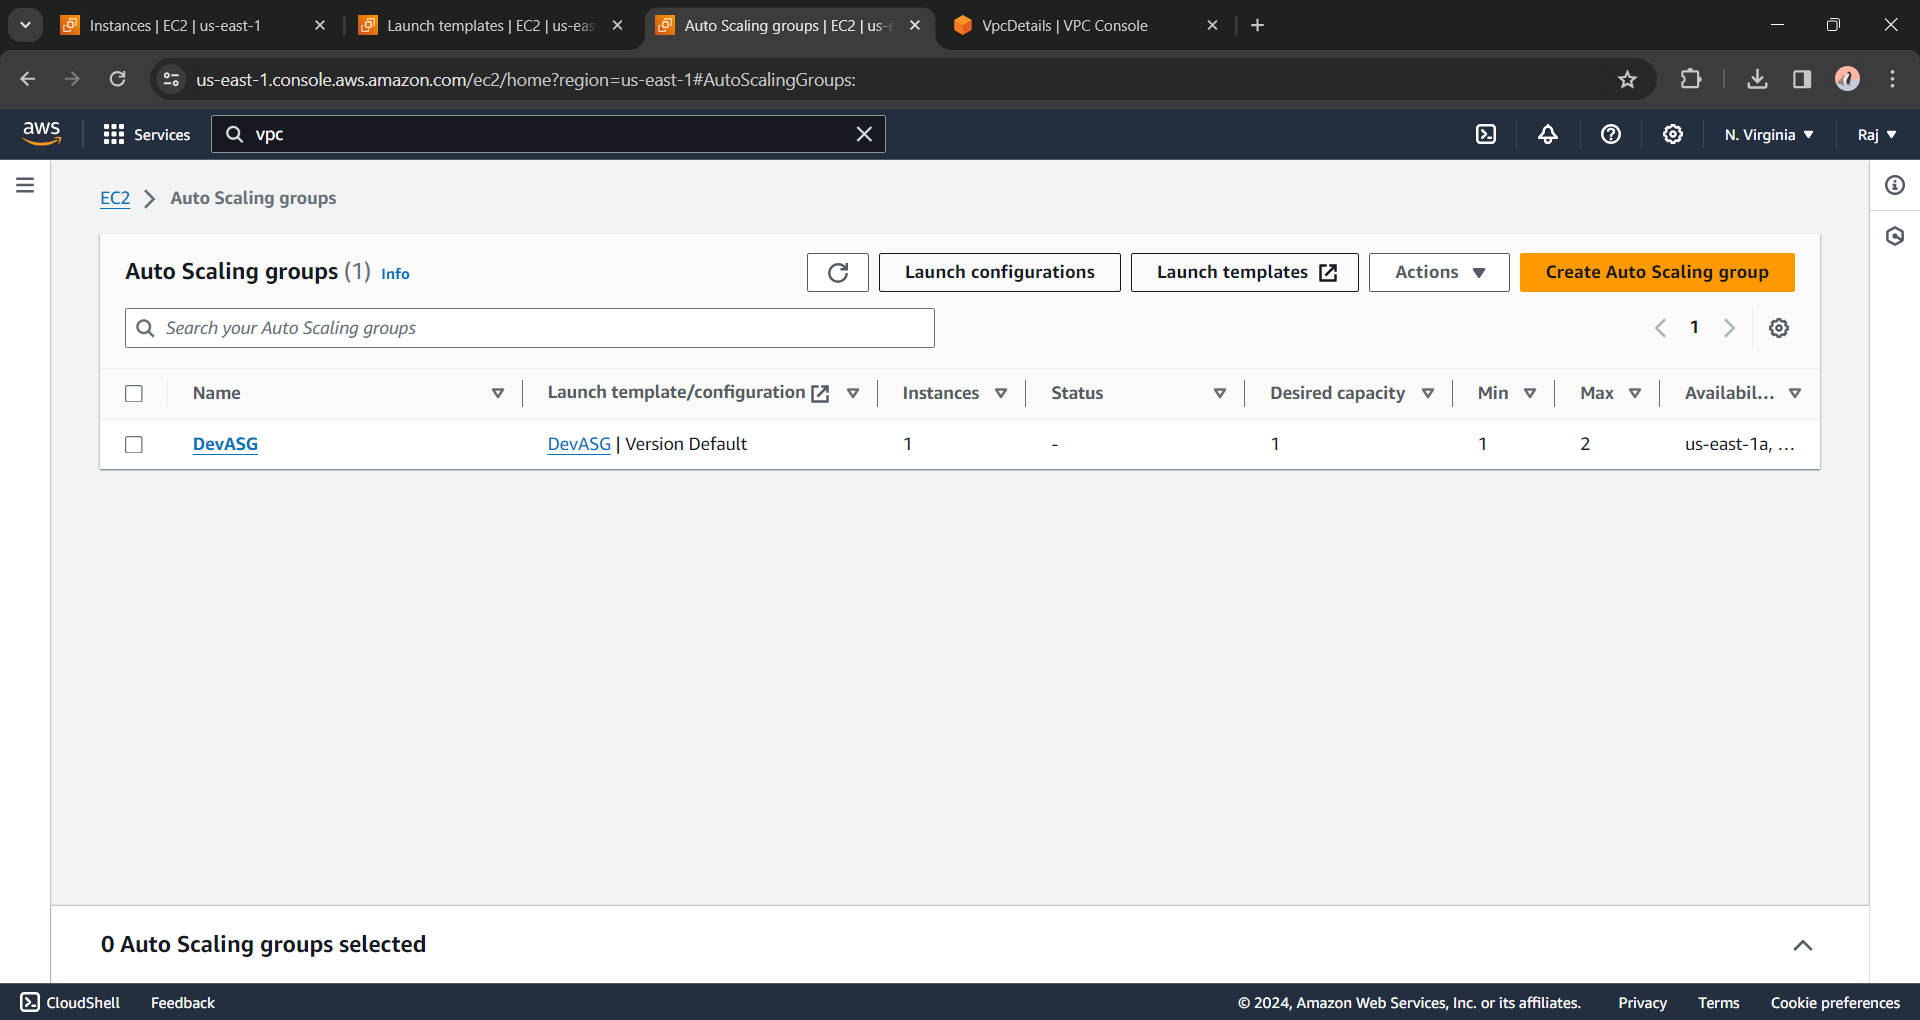 Instances | EC2 | us-east-1
Launch templates | EC2 | us-eas
Auto Scaling groups | EC2 | us-e
VpcDetails | VPC Console
us-east-1.console.aws.amazon.com/ec2/home?region=us-east-1#AutoScalingGroups:
aws
Services
vpc
N. Virginia
Raj
EC2
Auto Scaling groups
Auto Scaling groups (1) Info
Launch configurations
Launch templates
Actions
Create Auto Scaling group
Search your Auto Scaling groups
1
Name
Launch template/configuration
Instances
Status
Desired capacity
Min
Max
Availabil...
DevASG
DevASG | Version Default
1
-
1
1
2
us-east-1a, ...
0 Auto Scaling groups selected
CloudShell
Feedback
© 2024, Amazon Web Services, Inc. or its affiliates.
Privacy
Terms
Cookie preferences